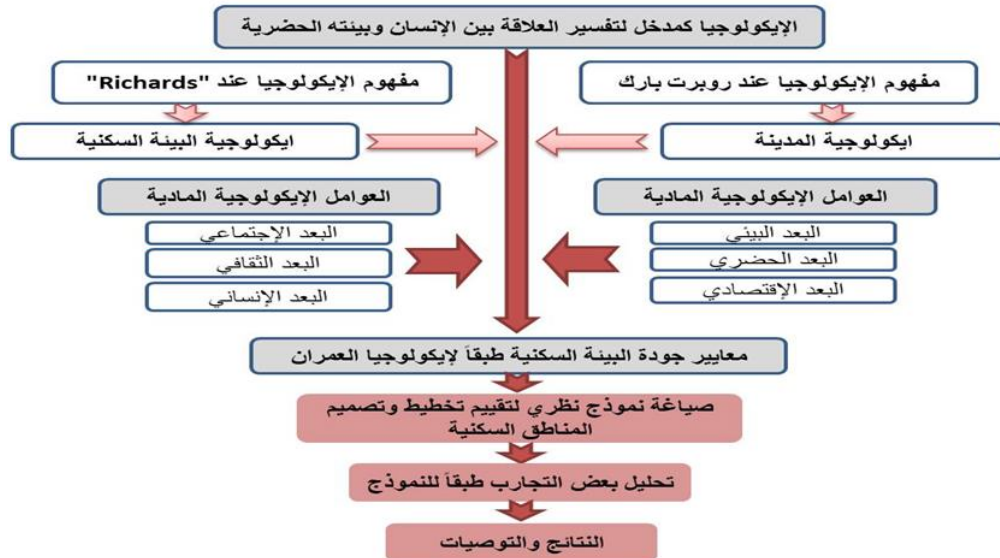 الإيكولوجيا كمدخل لتفسير العلاقة بين الإنسان وبيئته الحضرية
مفهوم الإيكولوجيا عند روبرت بارك
مفهوم الإيكولوجيا عند "Richards"
ايكولوجية المدينة
ايكولوجية البيئة السكنية
العوامل الإيكولوجية المادية
البعد البيئي
البعد الحضري
البعد الإقتصادي
العوامل الإيكولوجية المادية
البعد الإجتماعي
البعد الثقافي
البعد الإنساني
معايير جودة البيئة السكنية طبقاً لإيكولوجيا العمران
صياغة نموذج نظري لتقييم تخطيط وتصميم
المناطق السكنية
تحليل بعض التجارب طبقاً للنموذج
النتائج والتوصيات